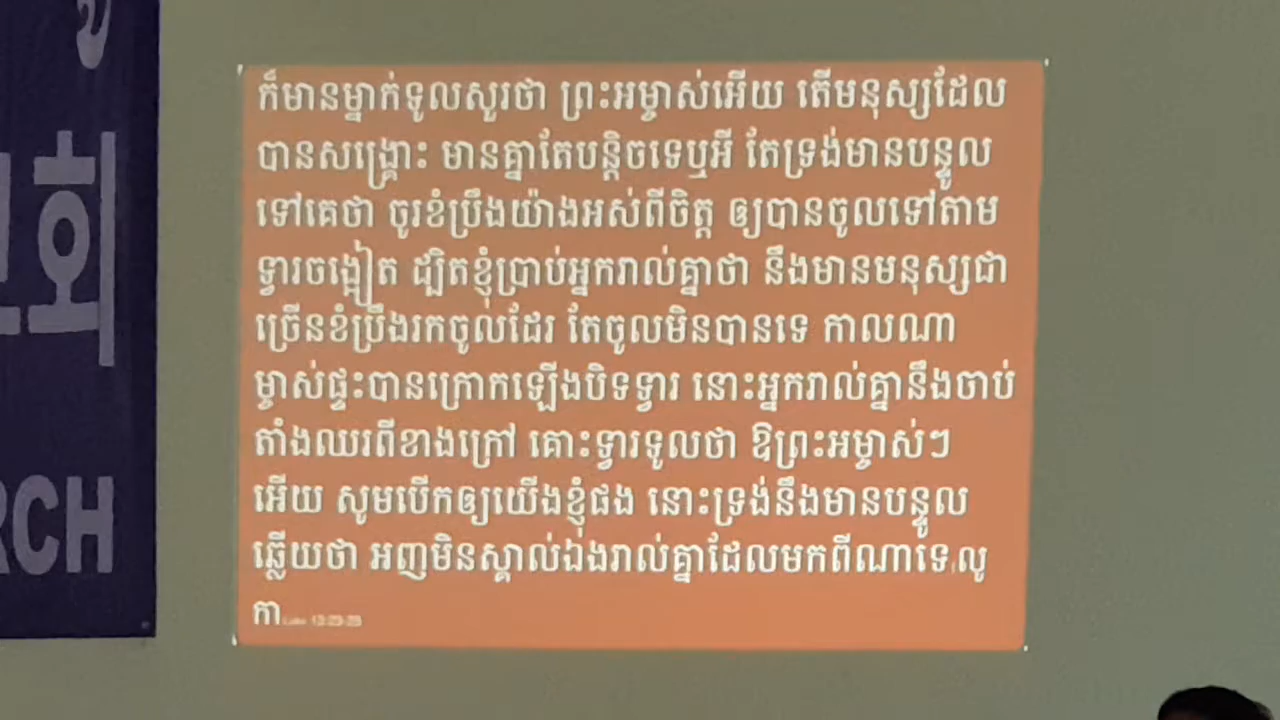 ក៏មានម្នាក់ទូលសួរថា ព្រះអម្ចាស់អើយ តើមនុស្សដែល
បានសង្គ្រោះ មានគ្នាតែបន្តិចទេឬអី តែទ្រង់មានបន្ទូល
ទៅគេថា ចូរខំប្រឹងយ៉ាងអស់ពីចិត្ត ឲ្យបានចូលទៅតាម
ទ្វារចង្អៀត ដ្បិតខ្ញុំប្រាប់អ្នករាល់គ្នាថា នឹងមានមនុស្សជា
ច្រើនខំប្រឹងរកចូលដែរ តែចូលមិនបានទេ កាលណា
ម្ចាស់ផ្ទះបានក្រោកឡើងបិទទ្វារ នោះអ្នករាល់គ្នានឹងចាប់
តាំងឈរពីខាងក្រៅ គោះទ្វារទូលថា ឱព្រះអម្ចាស់ៗ
អើយ សូមបើកឲ្យយើងខ្ញុំផង នោះទ្រង់នឹងមានបន្ទូល
ឆ្លើយថា អញមិនស្គាល់ឯងរាល់គ្នាដែលមកពីណាទេ លូ
កា Luke 13:23-25
회
RCH